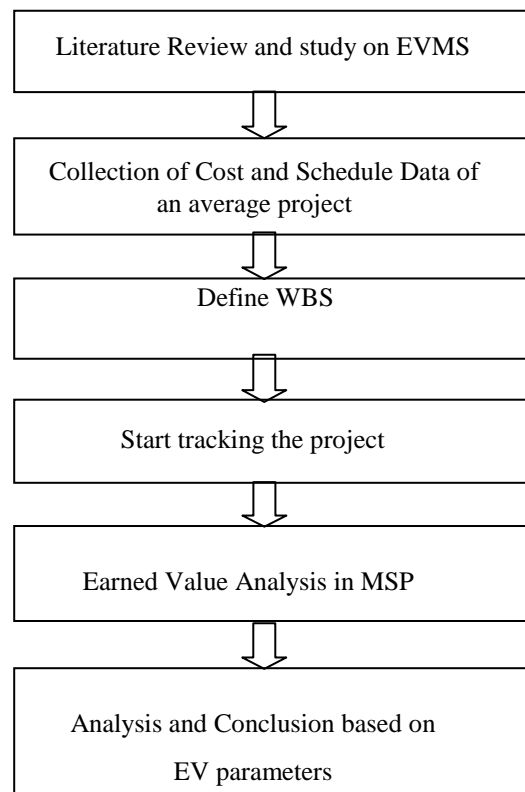 Literature Review and study on EVMS
Collection of Cost and Schedule Data of
an average project
Define WBS
Start tracking the project
Earned Value Analysis in MSP
Analysis and Conclusion based on
EV parameters